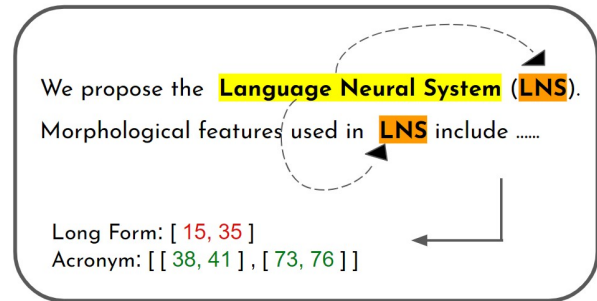 We propose the Language Neural System (LNS).
Morphological features used in LNS include ......
Long Form: [ 15, 35 ]
Acronym: [ [ 38, 41 ] , [ 73, 76 ] ]